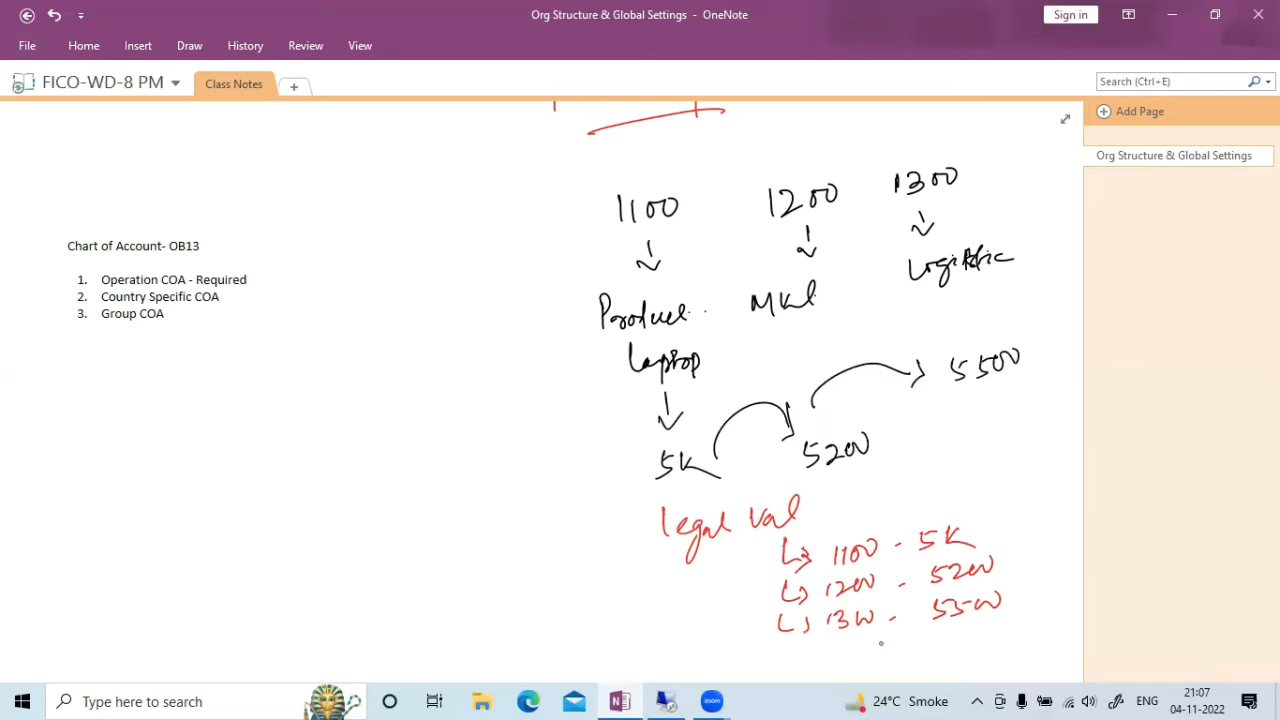 Org Structure & Global Settings - OneNote
Sign in
File Home Insert Draw History Review View
FICO-WD-8 PM
Class Notes
Search (Ctrl+E)
Add Page
Org Structure & Global Settings
Chart of Account- OB13
1. Operation COA - Required
2. Country Specific COA
3. Group COA
1100 1200 1300
Product Mkt Logistic
Laptop
5K 5200 5500
legal Val
1100 - 5K
1200 - 5200
1300 - 5500
Type here to search
zoom
24°C Smoke
ENG
21:07
04-11-2022